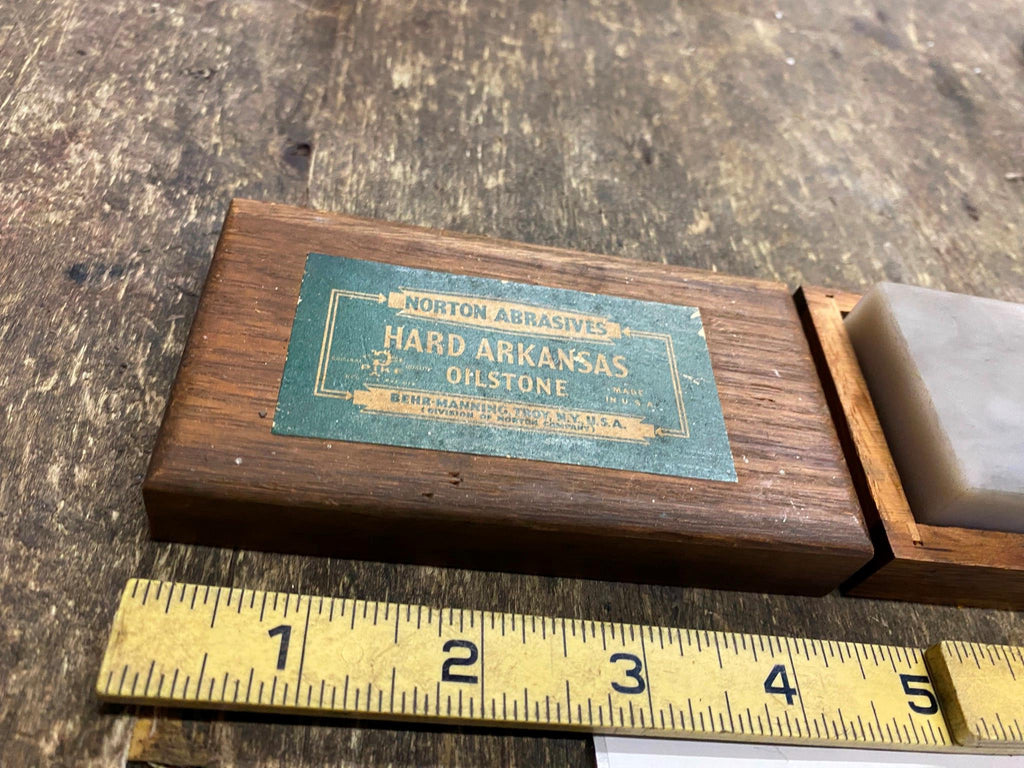 NORTON ABRASIVES
HARD ARKANSAS
OILSTONE
PIKE
MADE
IN U.S.A.
BEHR-MANNING, TROY, N.Y., U.S.A.
(DIVISION OF NORTON COMPANY)
1 2 3 4 5